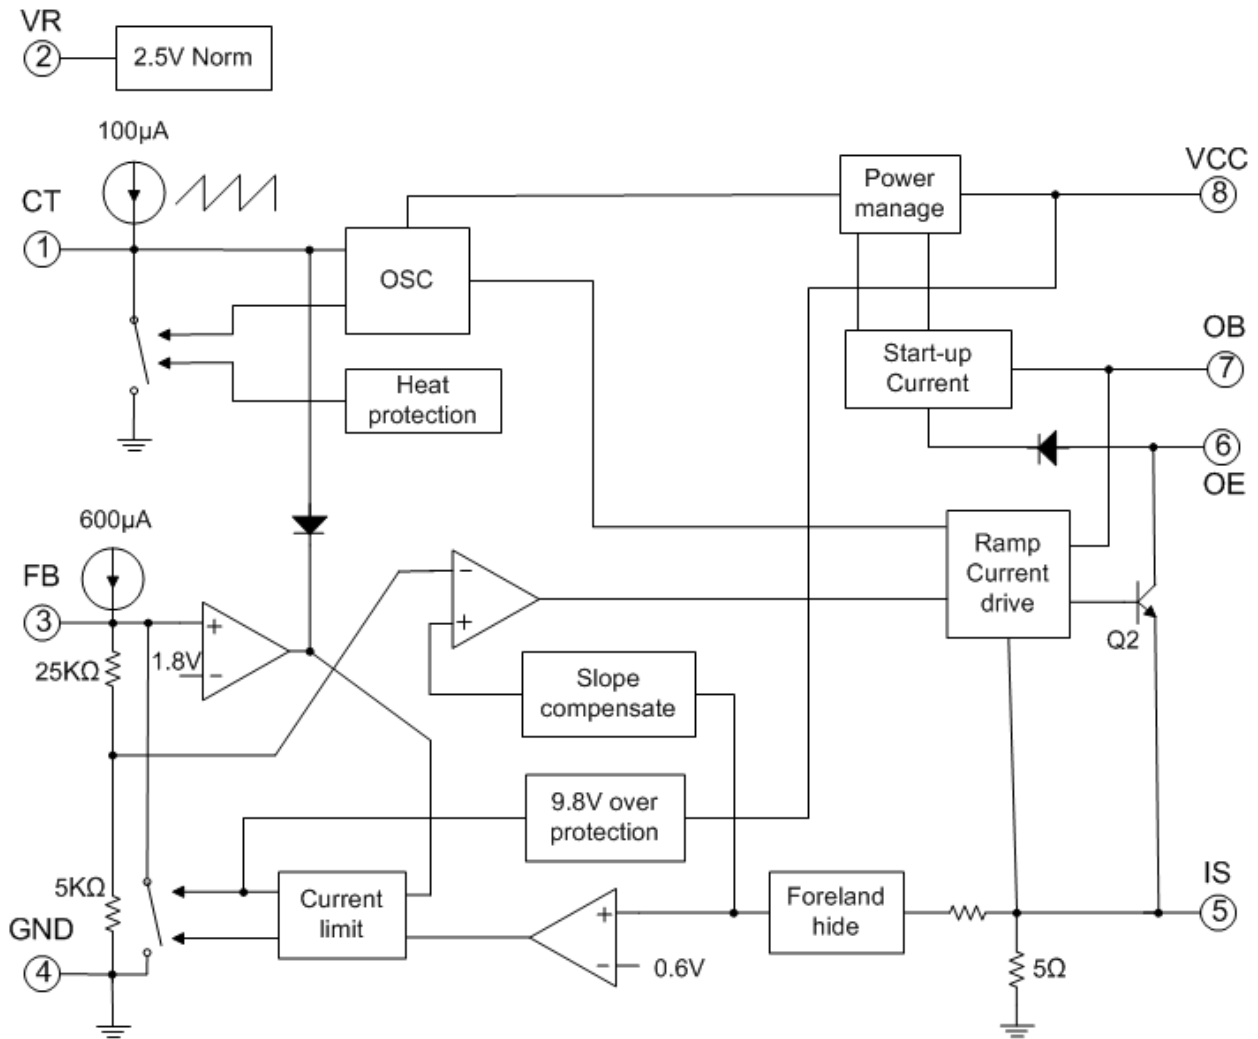 VR
2
2.5V Norm
100µA
CT
1
OSC
Heat
protection
Power
manage
VCC
8
Start-up
Current
OB
7
6
OE
600µA
FB
3
25KΩ
+
1.8V
−
−
+
Ramp
Current
drive
Q2
Slope
compensate
9.8V over
protection
5KΩ
GND
4
Current
limit
+
−
0.6V
Foreland
hide
IS
5
5Ω